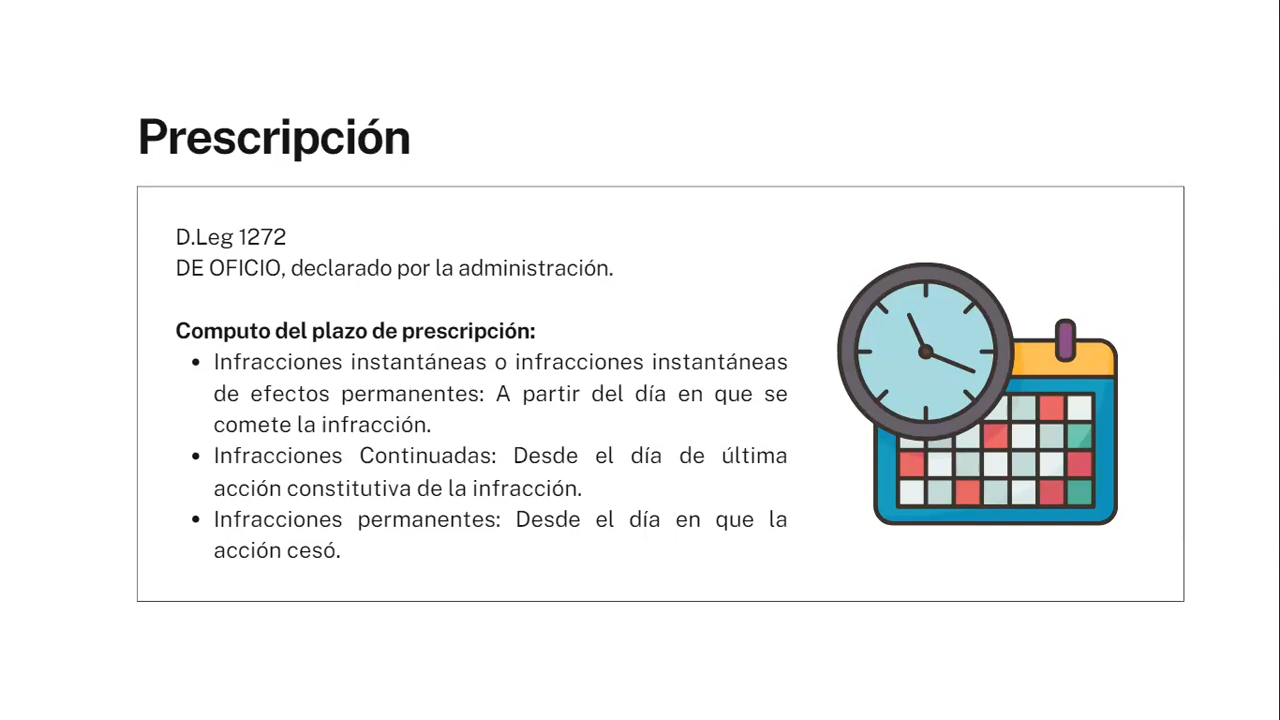 Prescripción
D.Leg 1272
DE OFICIO, declarado por la administración.
Computo del plazo de prescripción:
• Infracciones instantáneas o infracciones instantáneas
de efectos permanentes: A partir del día en que se
comete la infracción.
• Infracciones Continuadas: Desde el día de última
acción constitutiva de la infracción.
• Infracciones permanentes: Desde el día en que la
acción cesó.